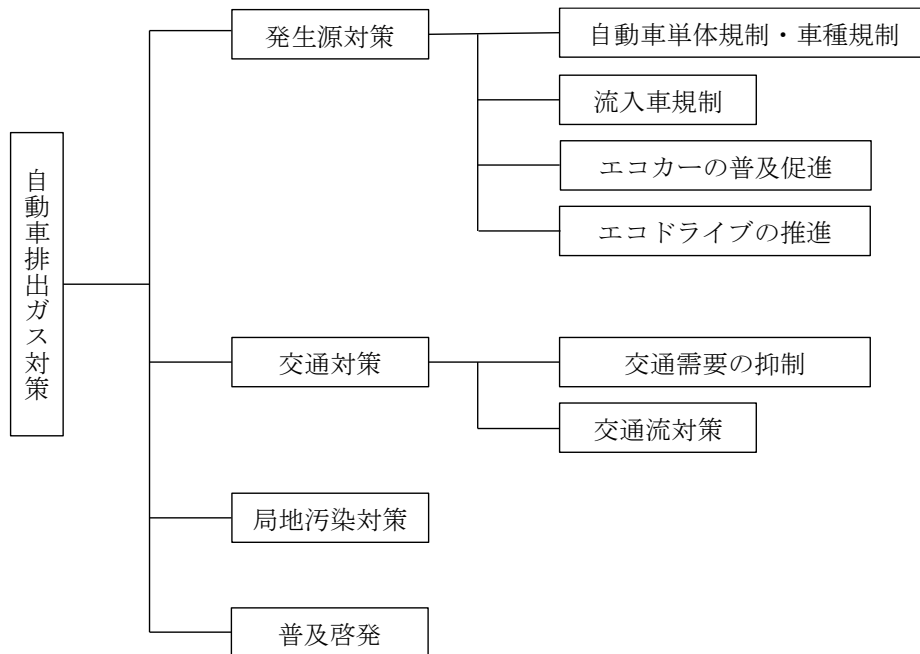 自動車排出ガス対策
発生源対策
自動車単体規制・車種規制
流入車規制
エコカーの普及促進
エコドライブの推進
交通対策
交通需要の抑制
交通流対策
局地汚染対策
普及啓発